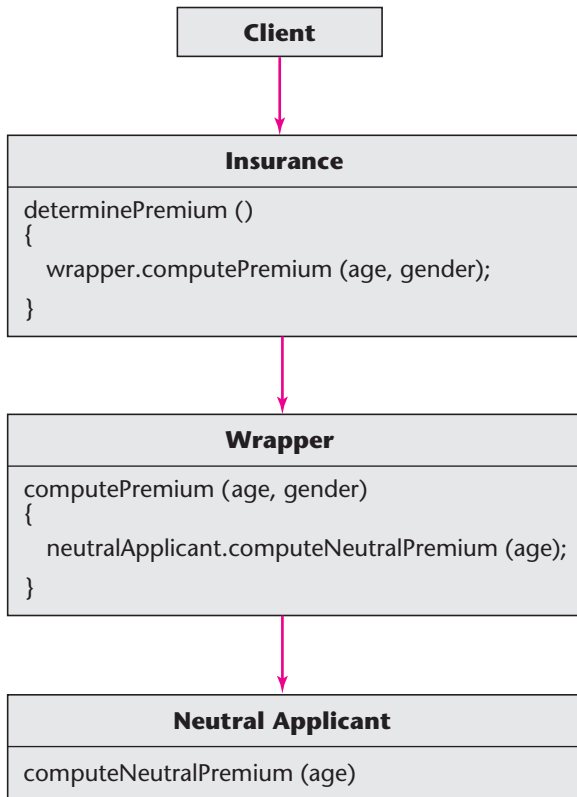 Client
Insurance
determinePremium ()
{
wrapper.computePremium (age, gender);
}
Wrapper
computePremium (age, gender)
{
neutralApplicant.computeNeutralPremium (age);
}
Neutral Applicant
computeNeutralPremium (age)